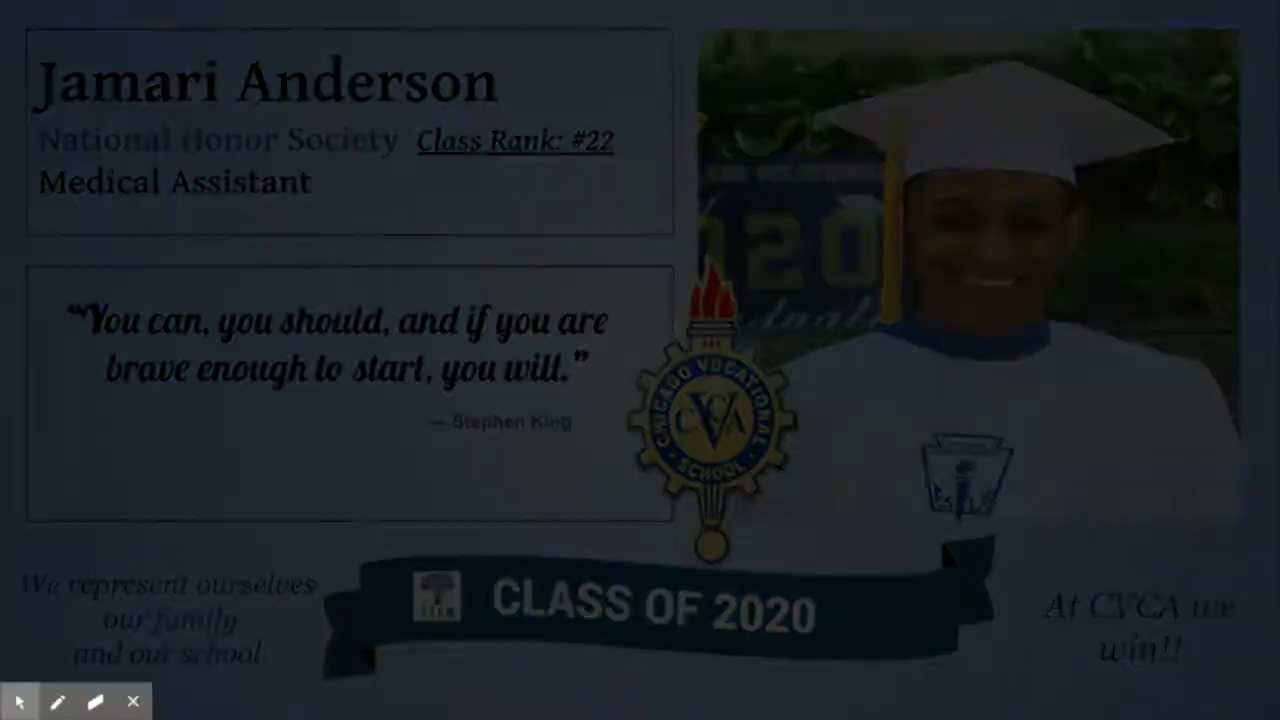 Jamari Anderson
National Honor Society Class Rank: #22
Medical Assistant
“You can, you should, and if you are
brave enough to start, you will.”
— Stephen King
020
CHICAGO VOCATIONAL
CVCA
SCHOOL
We represent ourselves
our family
and our school
CLASS OF 2020
At CVCA we
win!!